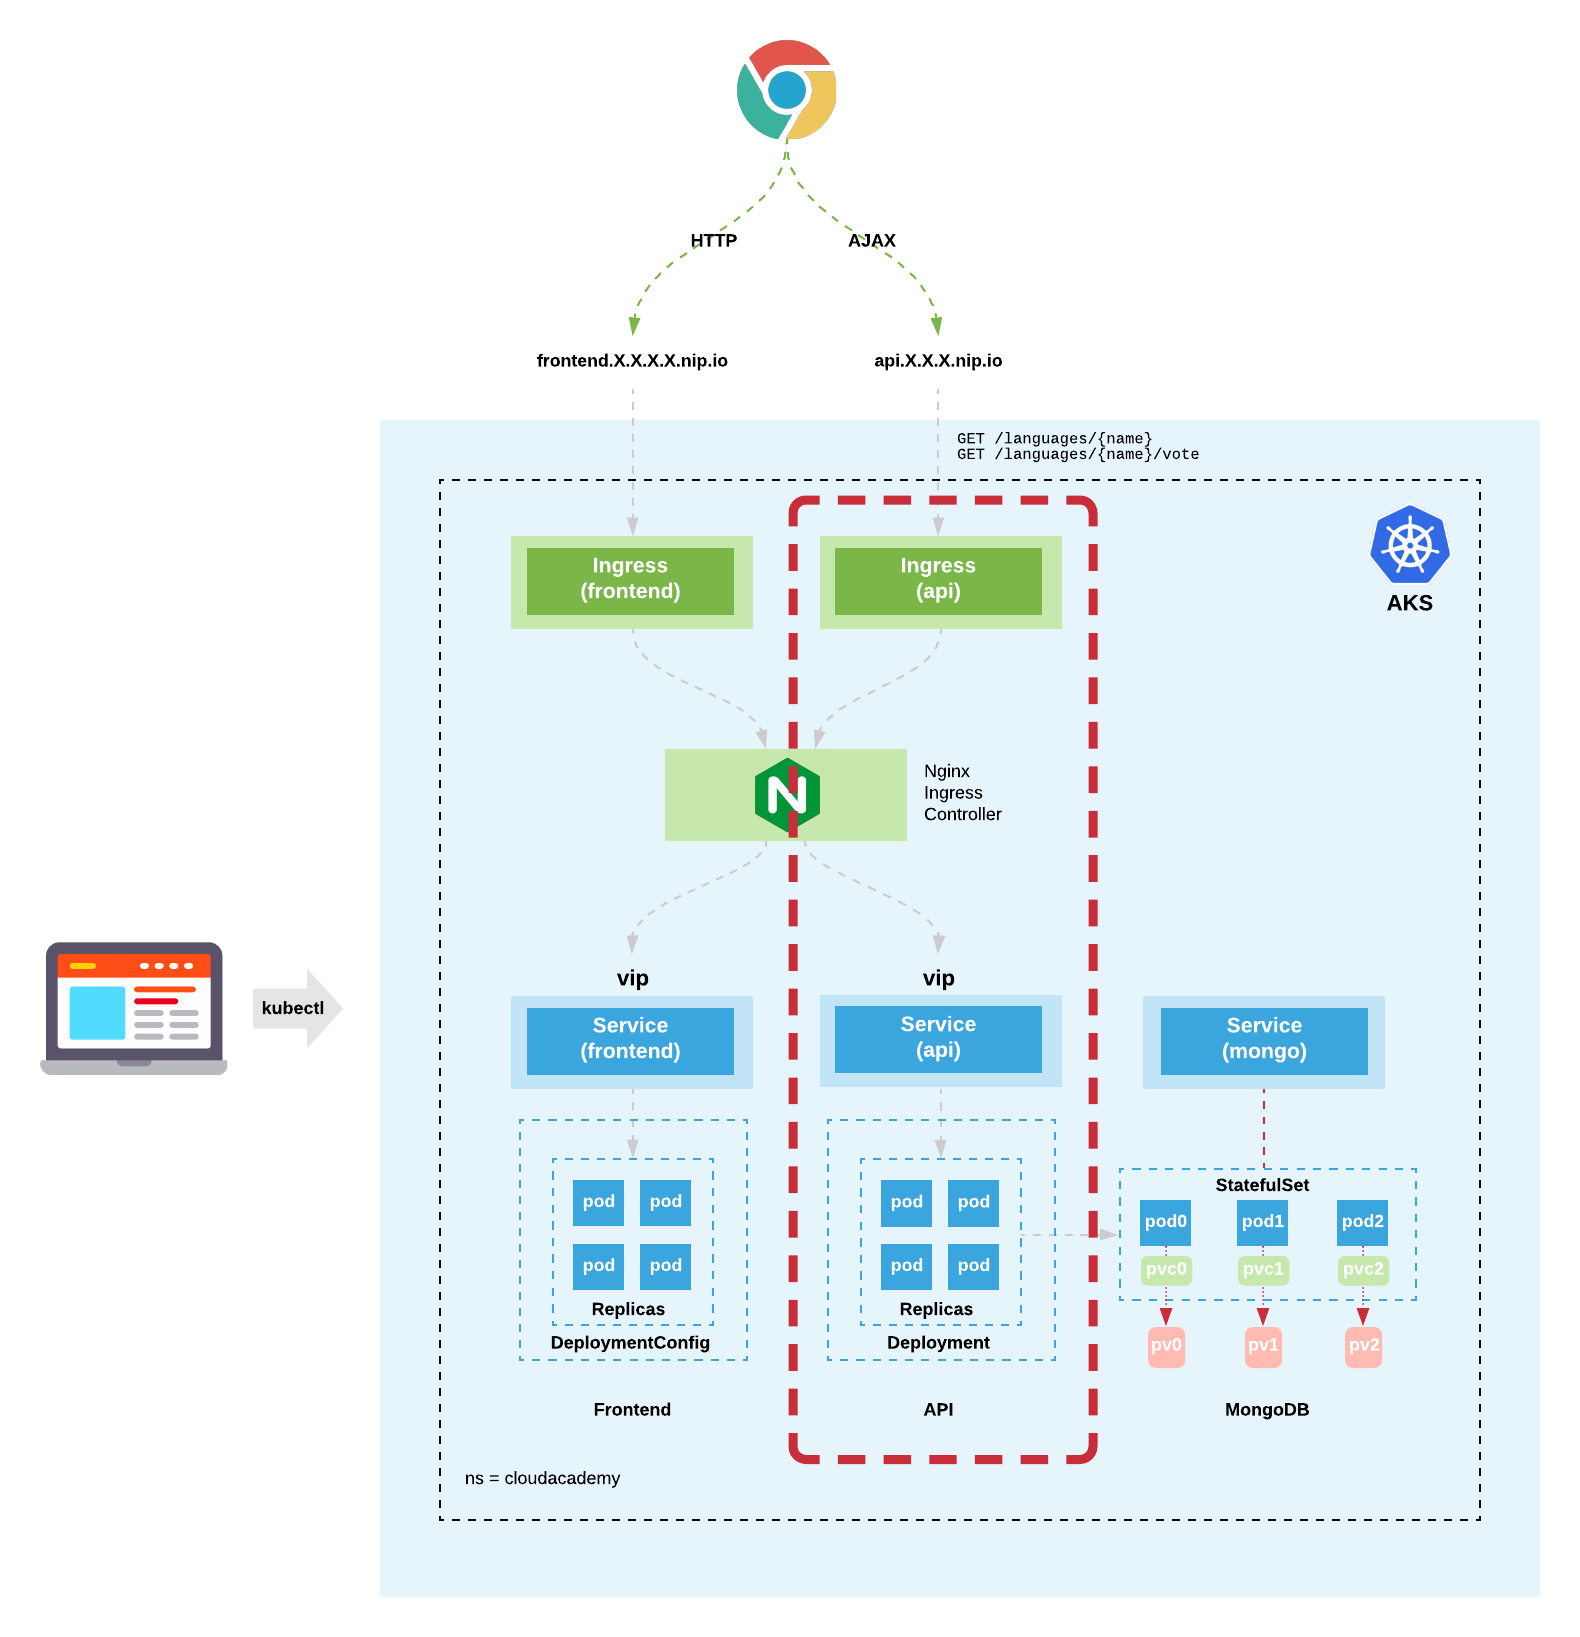 HTTP
AJAX
frontend.X.X.X.X.nip.io
api.X.X.X.nip.io
GET /languages/{name}
GET /languages/{name}/vote
Ingress
(frontend)
Ingress
(api)
AKS
Nginx
Ingress
Controller
kubectl
vip
vip
Service
(frontend)
Service
(api)
Service
(mongo)
pod
pod
pod
pod
Replicas
DeploymentConfig
pod
pod
pod
pod
Replicas
Deployment
StatefulSet
pod0
pod1
pod2
pvc0
pvc1
pvc2
pv0
pv1
pv2
Frontend
API
MongoDB
ns = cloudacademy